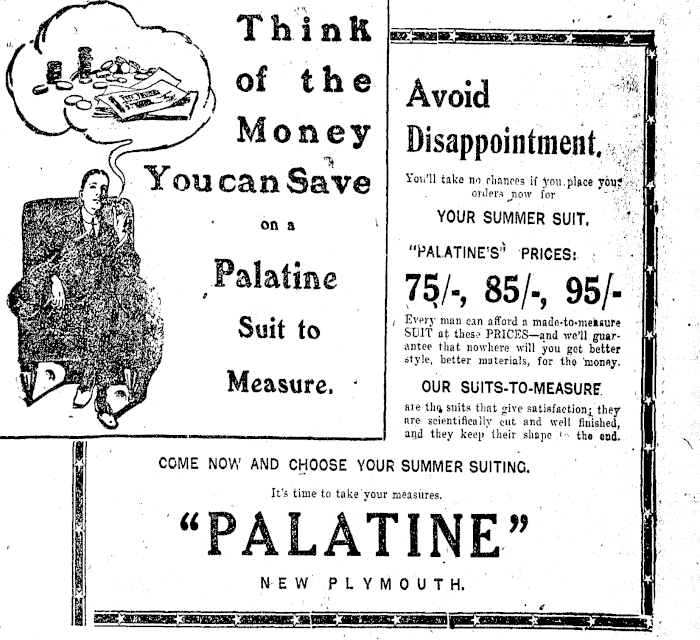 Think
of the
Money
You can Save
on a
Palatine
Suit to
Measure.
Avoid
Disappointment.
You'll take no chances if you place your
orders now for
YOUR SUMMER SUIT.
"PALATINE'S" PRICES:
75/-, 85/-, 95/-
Every man can afford a made-to-measure
SUIT at these PRICES—and we'll guar-
antee that nowhere will you get better
style, better materials, for the money.
OUR SUITS-TO-MEASURE
are the suits that give satisfaction; they
are scientifically cut and well finished,
and they keep their shape to the end.
COME NOW AND CHOOSE YOUR SUMMER SUITING.
It's time to take your measures.
"PALATINE"
NEW PLYMOUTH.